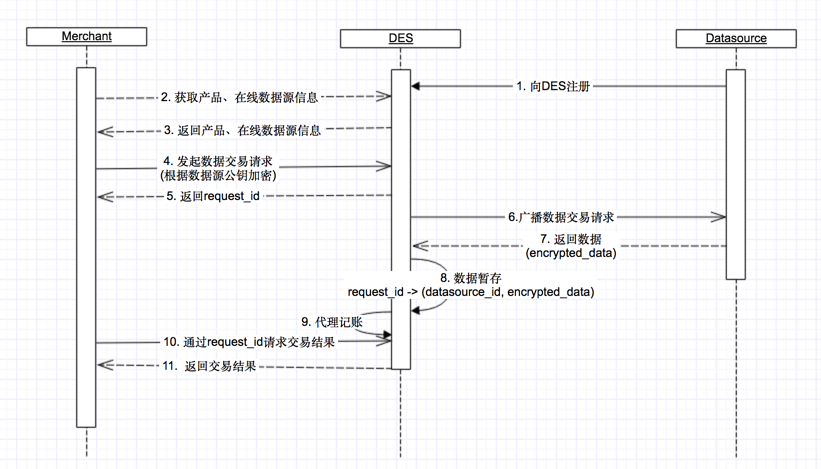 Merchant
DES
Datasource
1. 向DES注册
2. 获取产品、在线数据源信息
3. 返回产品、在线数据源信息
4. 发起数据交易请求
(根据数据源公钥加密)
5. 返回request_id
6.广播数据交易请求
7. 返回数据
(encrypted_data)
8. 数据暂存
request_id -> (datasource_id, encrypted_data)
9. 代理记账
10. 通过request_id请求交易结果
11. 返回交易结果